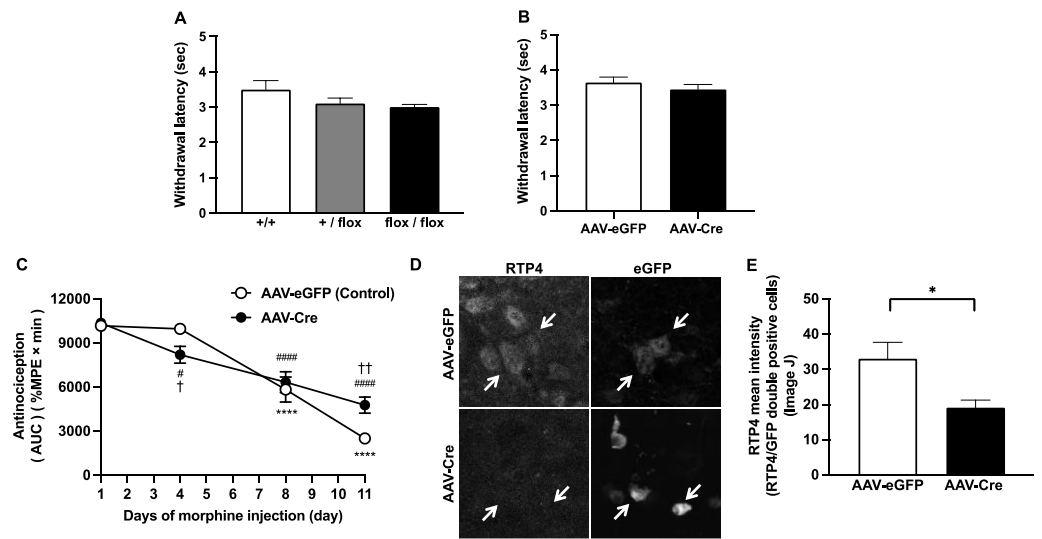 A
Withdrawal latency (sec)
5
4
3
2
1
0
+/+
+ / flox
flox / flox
B
Withdrawal latency (sec)
5
4
3
2
1
0
AAV-eGFP
AAV-Cre
C
Antinociception
( AUC ) ( %MPE × min )
12000
9000
6000
3000
0
AAV-eGFP (Control)
AAV-Cre
#
†
####
****
††
####
****
1 2 3 4 5 6 7 8 9 10 11
Days of morphine injection (day)
D
RTP4
eGFP
AAV-eGFP
AAV-Cre
E
RTP4 mean intensity
(RTP4/GFP double positive cells)
(Image J)
50
40
30
20
10
0
*
AAV-eGFP
AAV-Cre